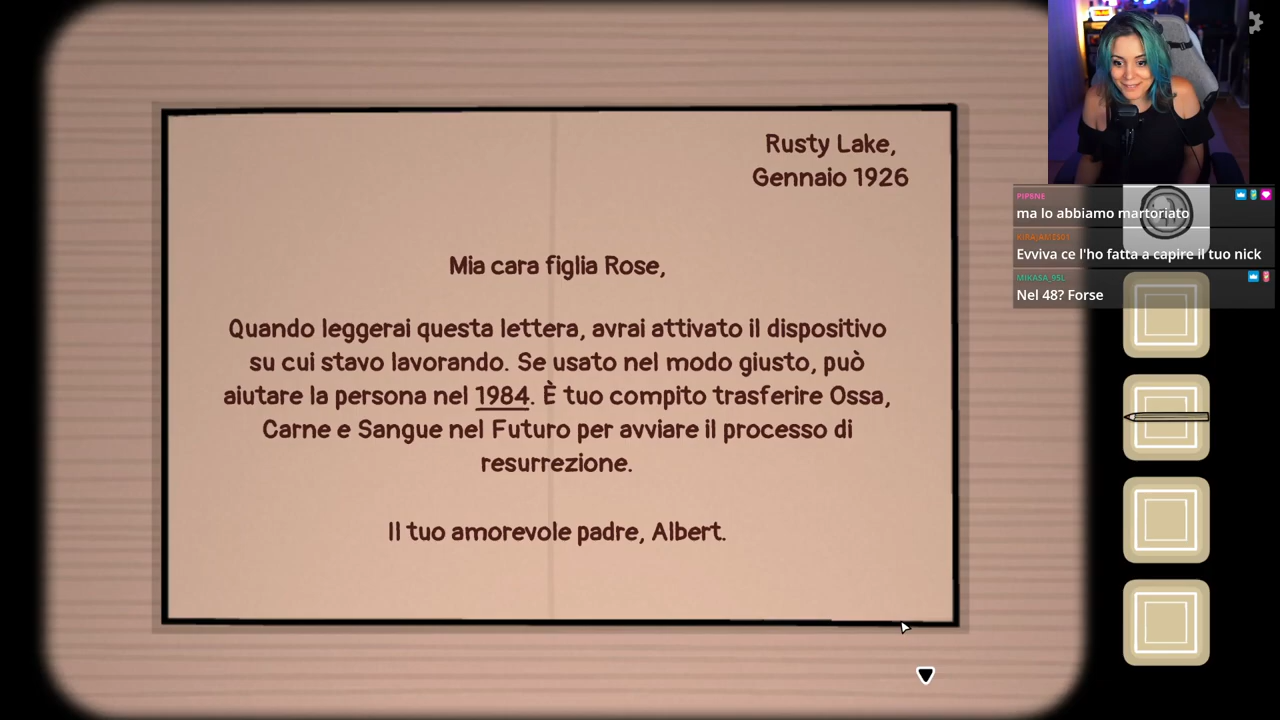 Rusty Lake,
Gennaio 1926
Mia cara figlia Rose,
Quando leggerai questa lettera, avrai attivato il dispositivo
su cui stavo lavorando. Se usato nel modo giusto, può
aiutare la persona nel 1984. È tuo compito trasferire Ossa,
Carne e Sangue nel Futuro per avviare il processo di
resurrezione.
Il tuo amorevole padre, Albert.
PIP8NE
ma lo abbiamo martoriato
Evviva ce l'ho fatta a capire il tuo nick
MIKASA_95L
Nel 48? Forse